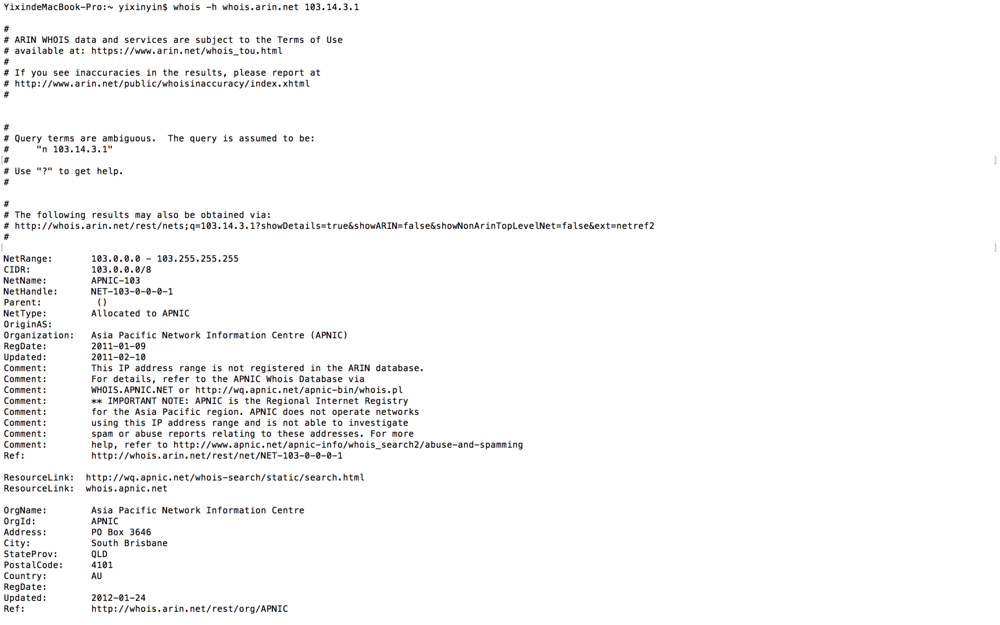 YixindeMacBook-Pro:~ yixinyin$ whois -h whois.arin.net 103.14.3.1
#
# ARIN WHOIS data and services are subject to the Terms of Use
# available at: https://www.arin.net/whois_tou.html
#
# If you see inaccuracies in the results, please report at
# http://www.arin.net/public/whoisinaccuracy/index.xhtml
#
#
# Query terms are ambiguous.  The query is assumed to be:
#     "n 103.14.3.1"
[# ]
# Use "?" to get help.
#
#
# The following results may also be obtained via:
# http://whois.arin.net/rest/nets;q=103.14.3.1?showDetails=true&showARIN=false&showNonArinTopLevelNet=false&ext=netref2
#
[ ]
NetRange:       103.0.0.0 - 103.255.255.255
CIDR:           103.0.0.0/8
NetName:        APNIC-103
NetHandle:      NET-103-0-0-0-1
Parent:          ()
NetType:        Allocated to APNIC
OriginAS:
Organization:   Asia Pacific Network Information Centre (APNIC)
RegDate:        2011-01-09
Updated:        2011-02-10
Comment:        This IP address range is not registered in the ARIN database.
Comment:        For details, refer to the APNIC Whois Database via
Comment:        WHOIS.APNIC.NET or http://wq.apnic.net/apnic-bin/whois.pl
Comment:        ** IMPORTANT NOTE: APNIC is the Regional Internet Registry
Comment:        for the Asia Pacific region. APNIC does not operate networks
Comment:        using this IP address range and is not able to investigate
Comment:        spam or abuse reports relating to these addresses. For more
Comment:        help, refer to http://www.apnic.net/apnic-info/whois_search2/abuse-and-spamming
Ref:            http://whois.arin.net/rest/net/NET-103-0-0-0-1
ResourceLink:  http://wq.apnic.net/whois-search/static/search.html
ResourceLink:  whois.apnic.net
OrgName:        Asia Pacific Network Information Centre
OrgId:          APNIC
Address:        PO Box 3646
City:           South Brisbane
StateProv:      QLD
PostalCode:     4101
Country:        AU
RegDate:
Updated:        2012-01-24
Ref:            http://whois.arin.net/rest/org/APNIC